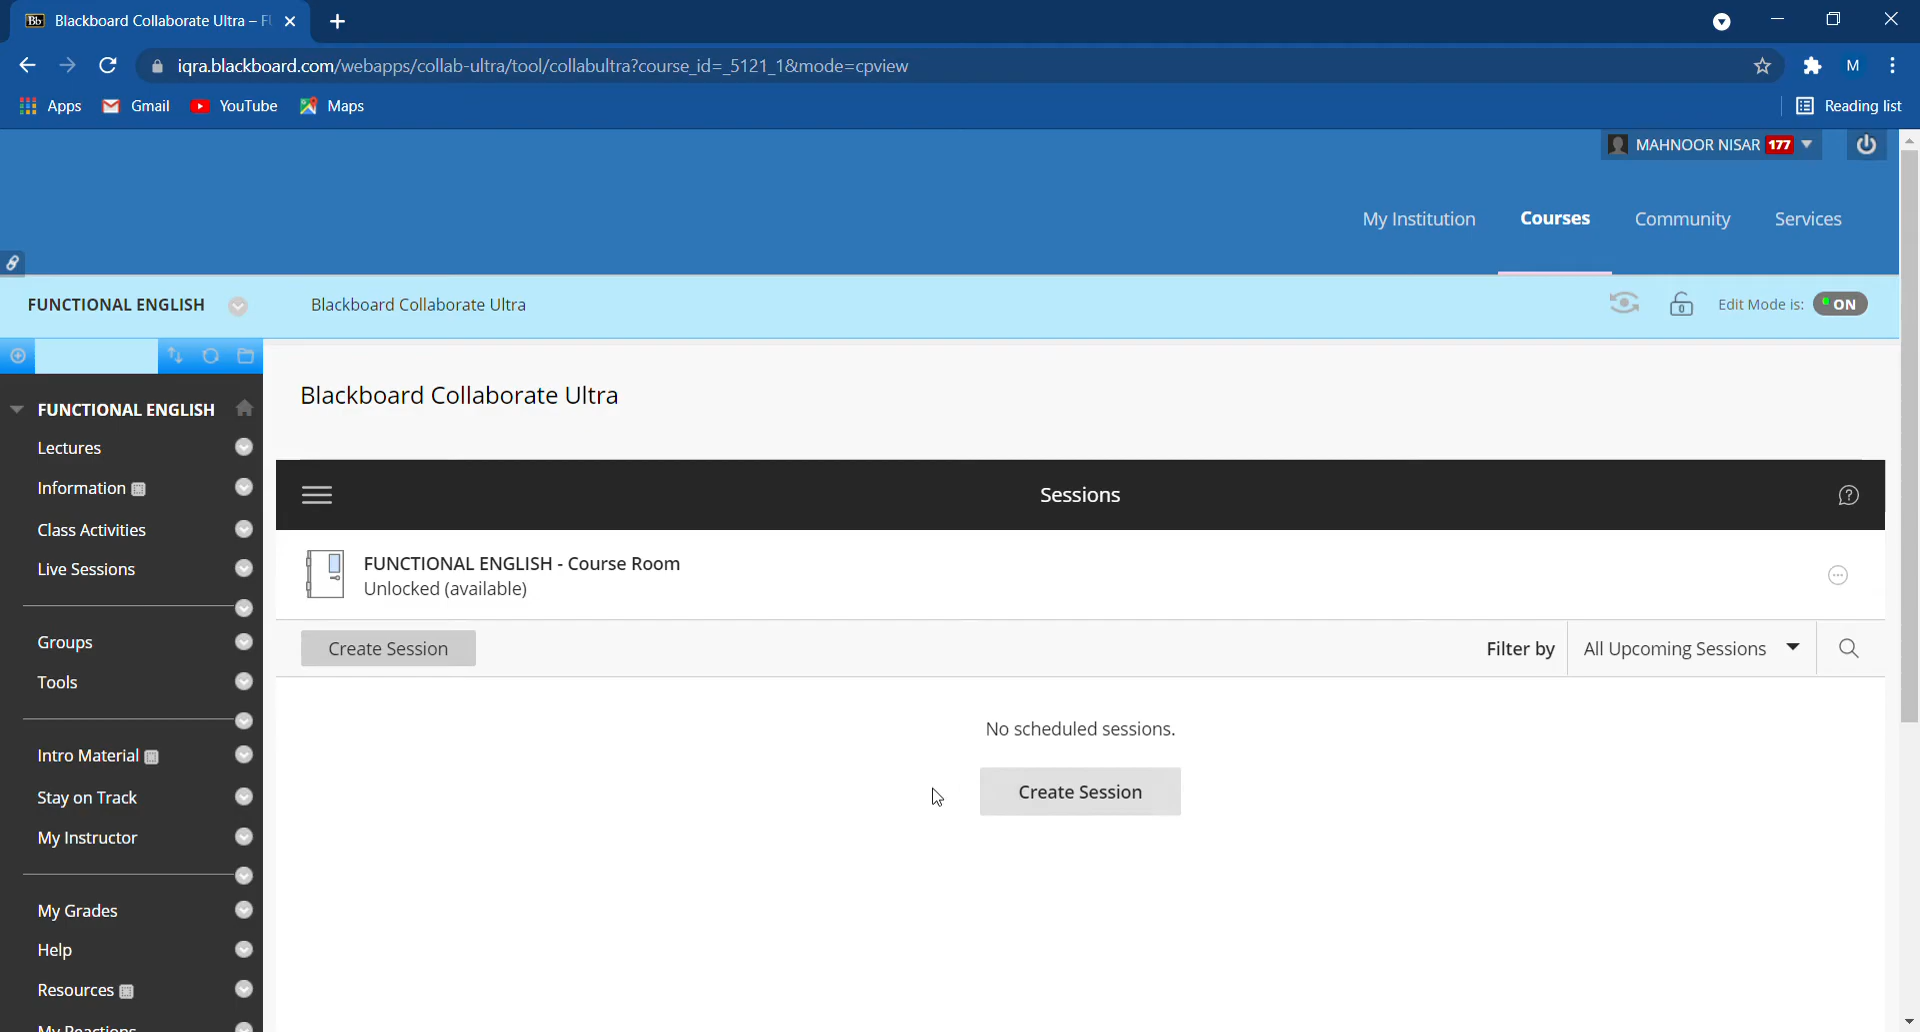 Bb Blackboard Collaborate Ultra – F
iqra.blackboard.com/webapps/collab-ultra/tool/collabultra?course_id=_5121_1&mode=cpview
M
Apps
Gmail
YouTube
Maps
Reading list
MAHNOOR NISAR 177
My Institution
Courses
Community
Services
FUNCTIONAL ENGLISH
Blackboard Collaborate Ultra
Edit Mode is: ON
Blackboard Collaborate Ultra
FUNCTIONAL ENGLISH
Lectures
Information
Class Activities
Live Sessions
Groups
Tools
Intro Material
Stay on Track
My Instructor
My Grades
Help
Resources
My Reactions
Sessions
?
FUNCTIONAL ENGLISH - Course Room
Unlocked (available)
Create Session
Filter by
All Upcoming Sessions
No scheduled sessions.
Create Session